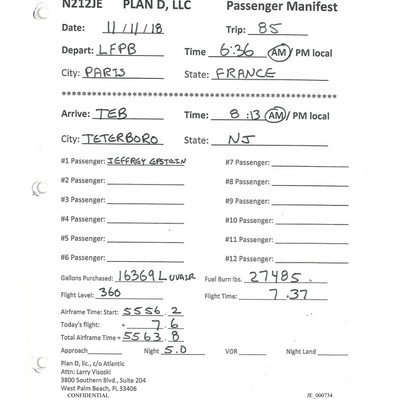 N212JE PLAN D, LLC Passenger Manifest
Date: 11/11/18 Trip: 85
Depart: LFPB Time 6:36 AM / PM local
City: PARIS State: FRANCE
Arrive: TEB Time: 8:13 AM / PM local
City: TETERBORO State: NJ
#1 Passenger: JEFFREY EPSTEIN #7 Passenger:
#2 Passenger: #8 Passenger:
#3 Passenger: #9 Passenger:
#4 Passenger: #10 Passenger:
#5 Passenger: #11 Passenger:
#6 Passenger: #12 Passenger:
Gallons Purchased: 16369 L UVAIR Fuel Burn lbs. 27485.
Flight Level: 360 Flight Time: 7.37
Airframe Time: Start: 5556.2
Today's flight: + 7.6
Total Airframe Time = 5563.8
Approach Night 5.0 VOR Night Land
Plan D, llc., c/o Atlantic
Attn: Larry Visoski
3800 Southern Blvd., Suite 204
West Palm Beach, FL 33406
CONFIDENTIAL JE_000734